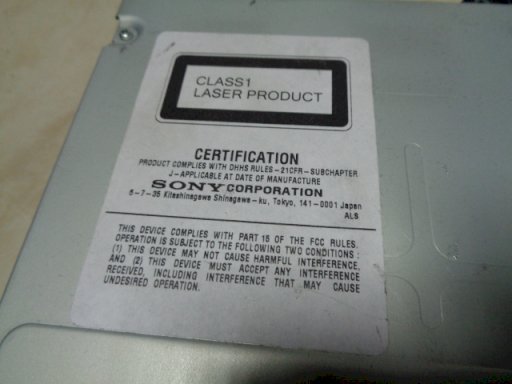 CLASS1
LASER PRODUCT
CERTIFICATION
PRODUCT COMPLIES WITH DHHS RULES-21CFR-SUBCHAPTER
J-APPLICABLE AT DATE OF MANUFACTURE
SONY CORPORATION
6-7-35 Kitashinagawa Shinagawa-ku, Tokyo, 141-0001 Japan
ALS
THIS DEVICE COMPLIES WITH PART 15 OF THE FCC RULES.
OPERATION IS SUBJECT TO THE FOLLOWING TWO CONDITIONS:
(1) THIS DEVICE MAY NOT CAUSE HARMFUL INTERFERENCE,
AND (2) THIS DEVICE MUST ACCEPT ANY INTERFERENCE
RECEIVED, INCLUDING INTERFERENCE THAT MAY CAUSE
UNDESIRED OPERATION.